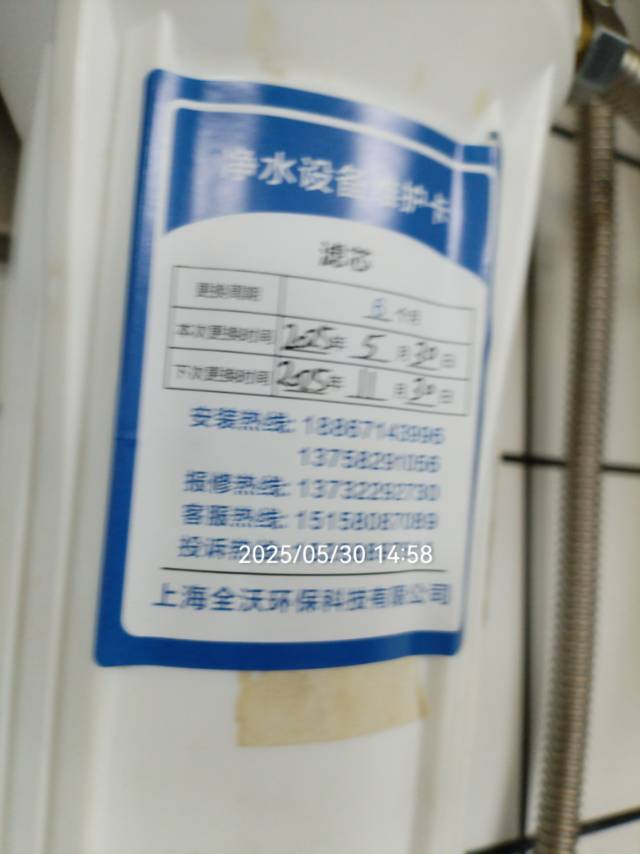 净水设备维护卡
滤芯
更换周期 6 个月
本次更换时间 2025年 5 月 30 日
下次更换时间 2025年 11 月 30 日
安装热线: 18867143996
13758291056
报修热线: 13732292730
客服热线: 15158087089
投诉热线:
2025/05/30 14:58
上海全沃环保科技有限公司